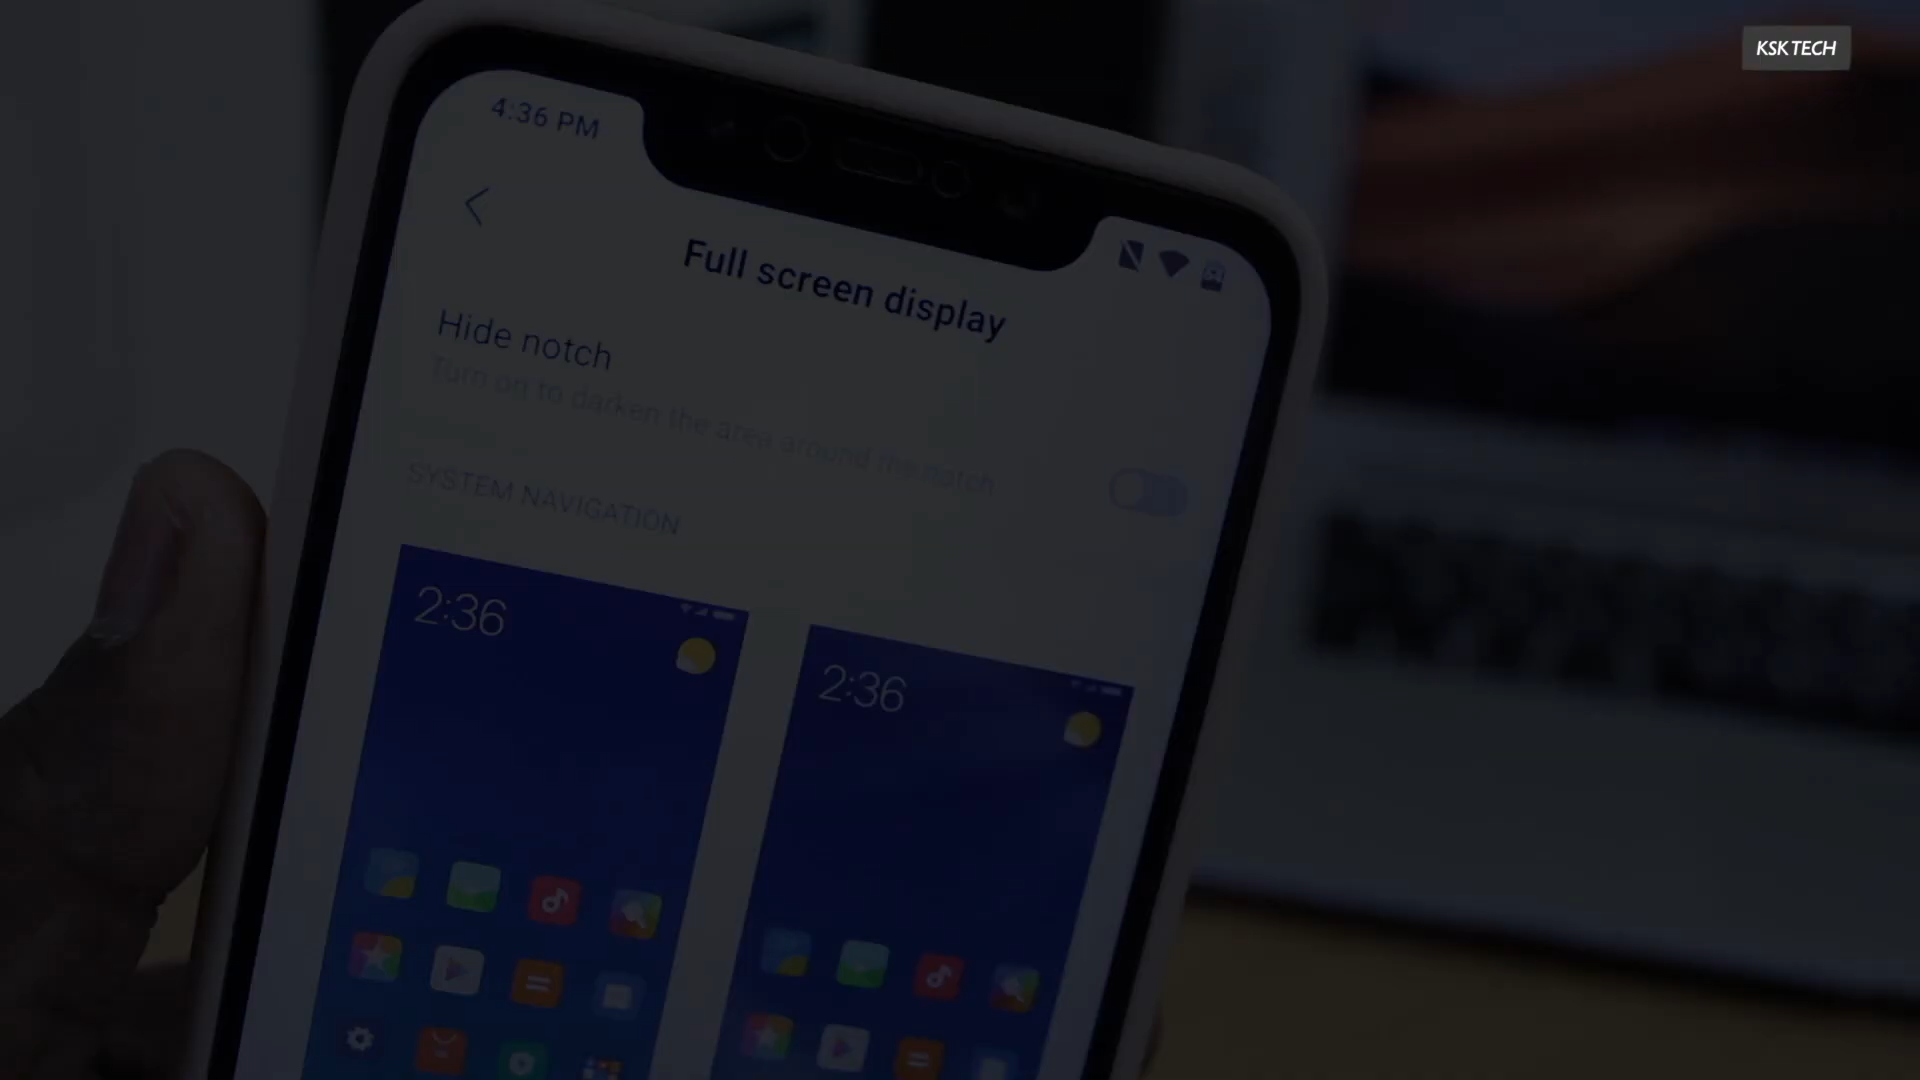 KSK TECH
4:36 PM
Full screen display
Hide notch
Turn on to darken the area around the notch
SYSTEM NAVIGATION
2:36
2:36